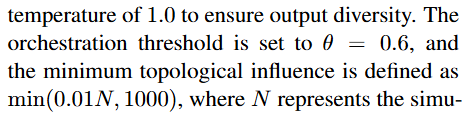 temperature of 1.0 to ensure output diversity. The
orchestration threshold is set to θ = 0.6, and
the minimum topological influence is defined as
min(0.01N, 1000), where N represents the simu-